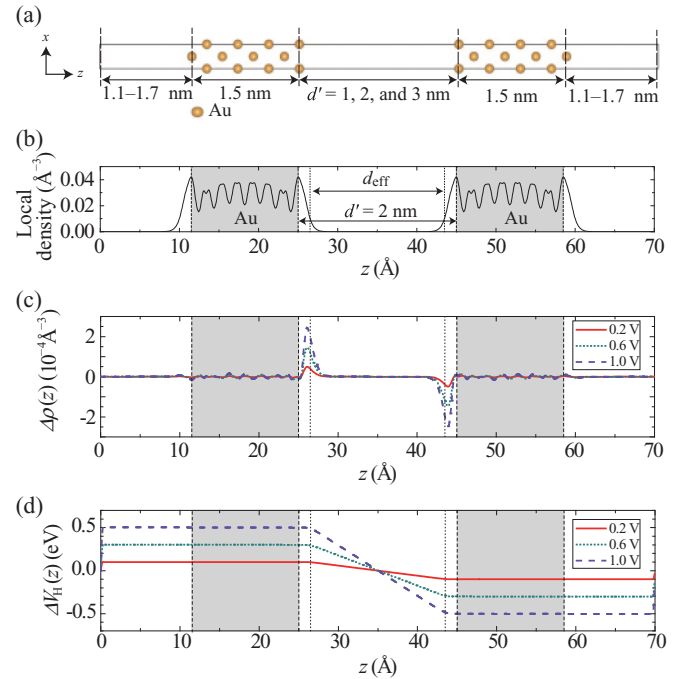 (a)
x
z
1.1–1.7 nm
1.5 nm
d′ = 1, 2, and 3 nm
1.5 nm
1.1–1.7 nm
Au
(b)
Local
density (Å⁻³)
0.04
0.02
0.00
Au
d_eff
d′ = 2 nm
Au
0 10 20 30 40 50 60 70
z (Å)
(c)
Δρ(z) (10⁻⁴Å⁻³)
2
0
-2
0.2 V
0.6 V
1.0 V
0 10 20 30 40 50 60 70
z (Å)
(d)
ΔV_H(z) (eV)
0.5
0.0
-0.5
0.2 V
0.6 V
1.0 V
0 10 20 30 40 50 60 70
z (Å)